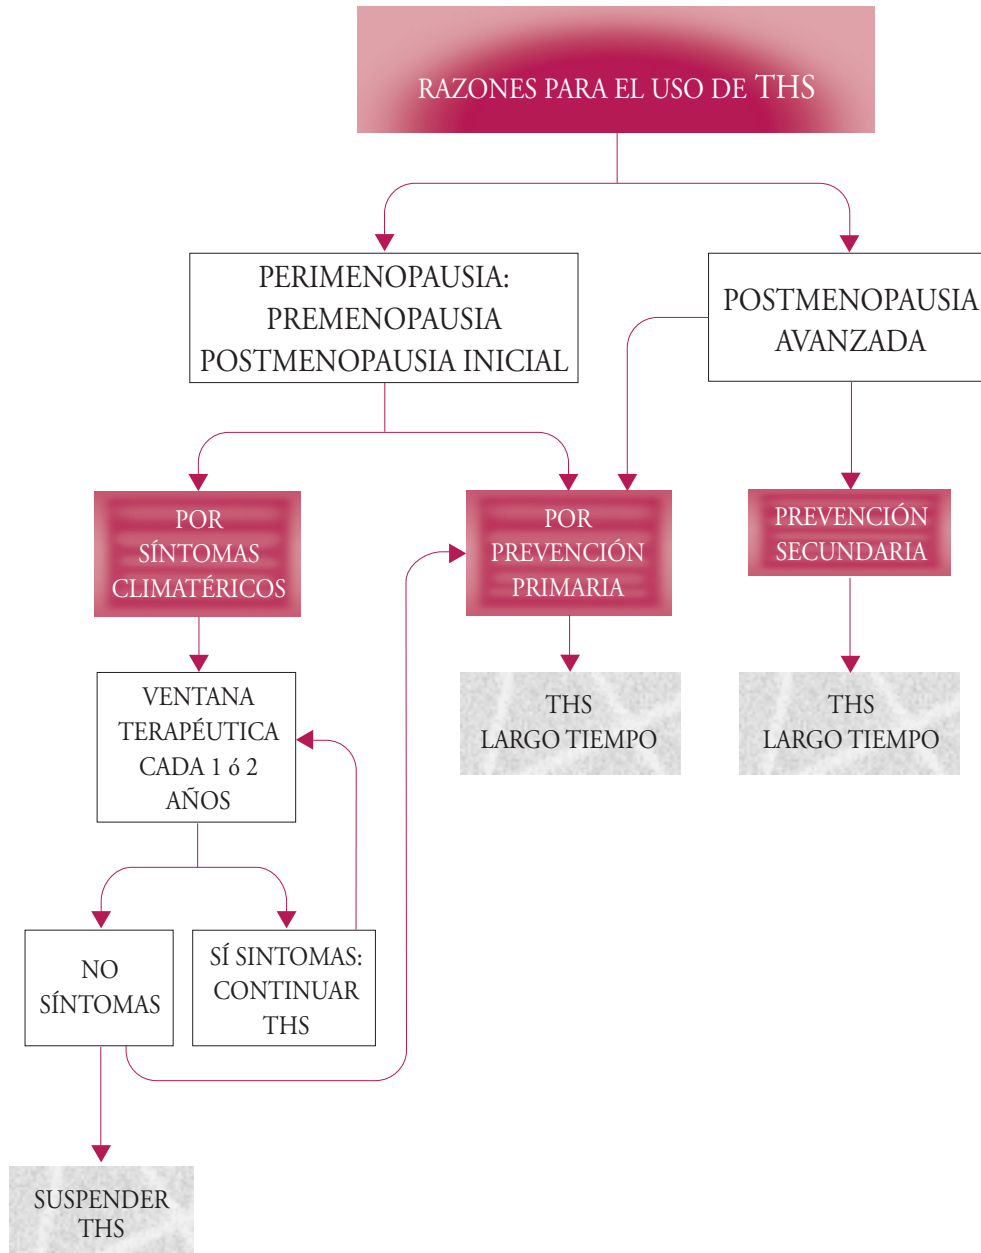 RAZONES PARA EL USO DE THS
PERIMENOPAUSIA:
PREMENOPAUSIA
POSTMENOPAUSIA INICIAL
POSTMENOPAUSIA
AVANZADA
POR
SÍNTOMAS
CLIMATÉRICOS
POR
PREVENCIÓN
PRIMARIA
PREVENCIÓN
SECUNDARIA
VENTANA
TERAPÉUTICA
CADA 1 ó 2
AÑOS
THS
LARGO TIEMPO
THS
LARGO TIEMPO
NO
SÍNTOMAS
SÍ SINTOMAS:
CONTINUAR
THS
SUSPENDER
THS